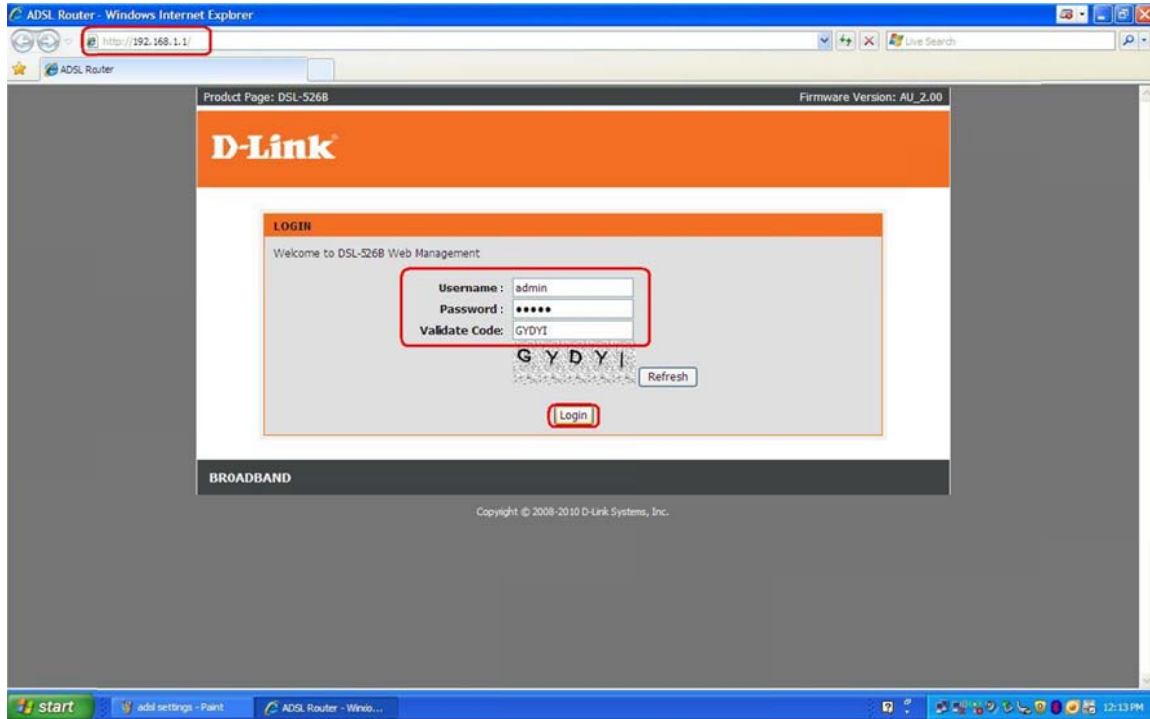 ADSL Router - Windows Internet Explorer
http://192.168.1.1/
Live Search
ADSL Router
Product Page: DSL-526B
Firmware Version: AU_2.00
D-Link
LOGIN
Welcome to DSL-526B Web Management
Username : admin
Password : •••••
Validate Code: GYDYI
G Y D Y I
Refresh
Login
BROADBAND
Copyright © 2008-2010 D-Link Systems, Inc.
start
adsl settings - Paint
ADSL Router - Windo...
12:13 PM